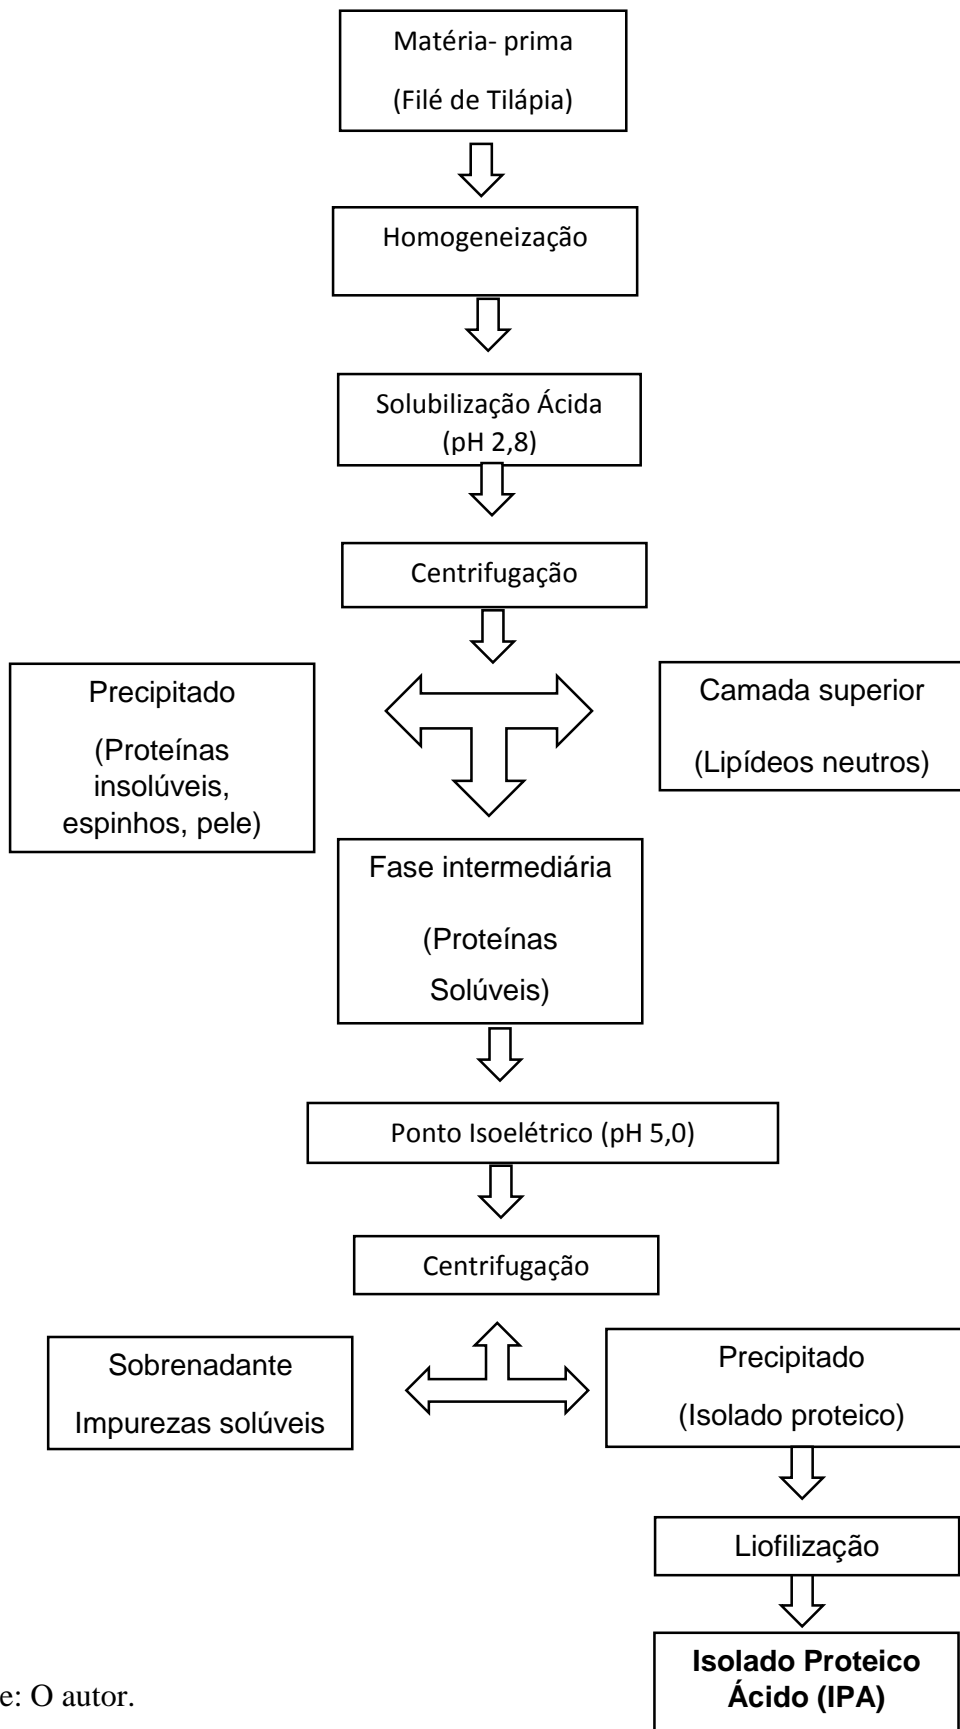 Matéria- prima
(Filé de Tilápia)
Homogeneização
Solubilização Ácida
(pH 2,8)
Centrifugação
Precipitado
(Proteínas
insolúveis,
espinhos, pele)
Camada superior
(Lipídeos neutros)
Fase intermediária
(Proteínas
Solúveis)
Ponto Isoelétrico (pH 5,0)
Centrifugação
Sobrenadante
Impurezas solúveis
Precipitado
(Isolado proteico)
Liofilização
Isolado Proteico
Ácido (IPA)
e: O autor.